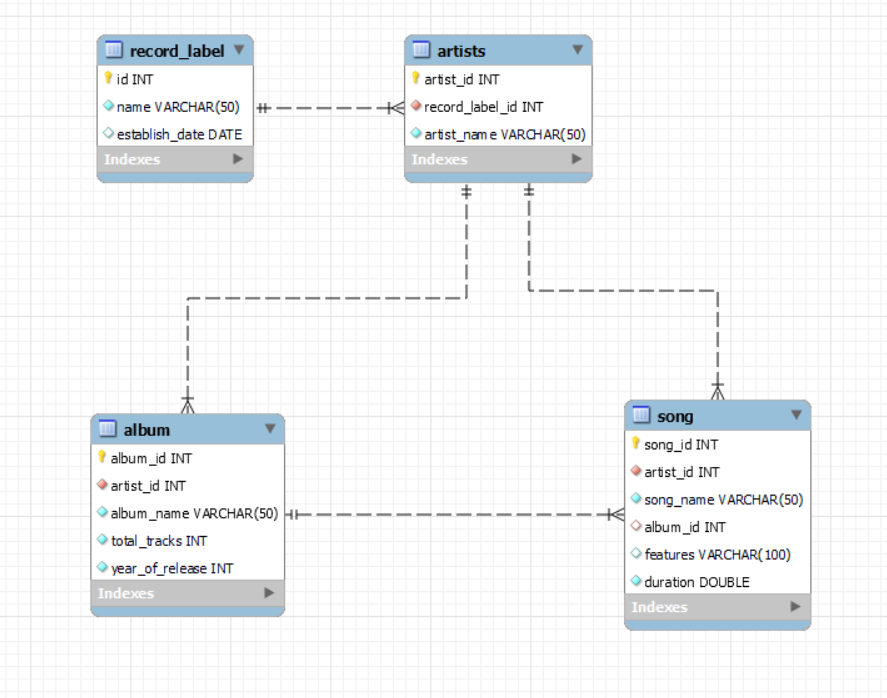 record_label
id INT
name VARCHAR(50)
establish_date DATE
Indexes
artists
artist_id INT
record_label_id INT
artist_name VARCHAR(50)
Indexes
album
album_id INT
artist_id INT
album_name VARCHAR(50)
total_tracks INT
year_of_release INT
Indexes
song
song_id INT
artist_id INT
song_name VARCHAR(50)
album_id INT
features VARCHAR(100)
duration DOUBLE
Indexes